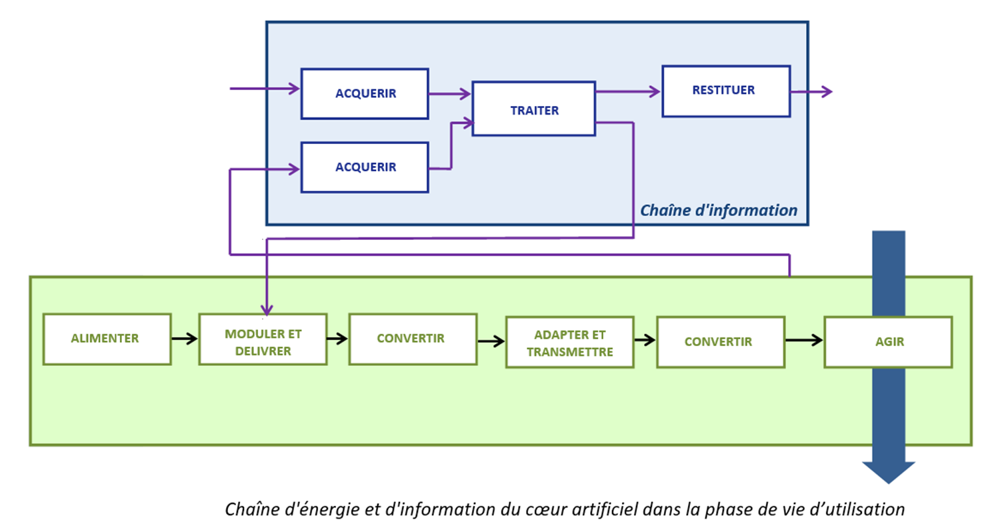 ACQUERIR
TRAITER
RESTITUER
ACQUERIR
Chaîne d'information
ALIMENTER
MODULER ET
DELIVRER
CONVERTIR
ADAPTER ET
TRANSMETTRE
CONVERTIR
AGIR
Chaîne d'énergie et d'information du cœur artificiel dans la phase de vie d’utilisation